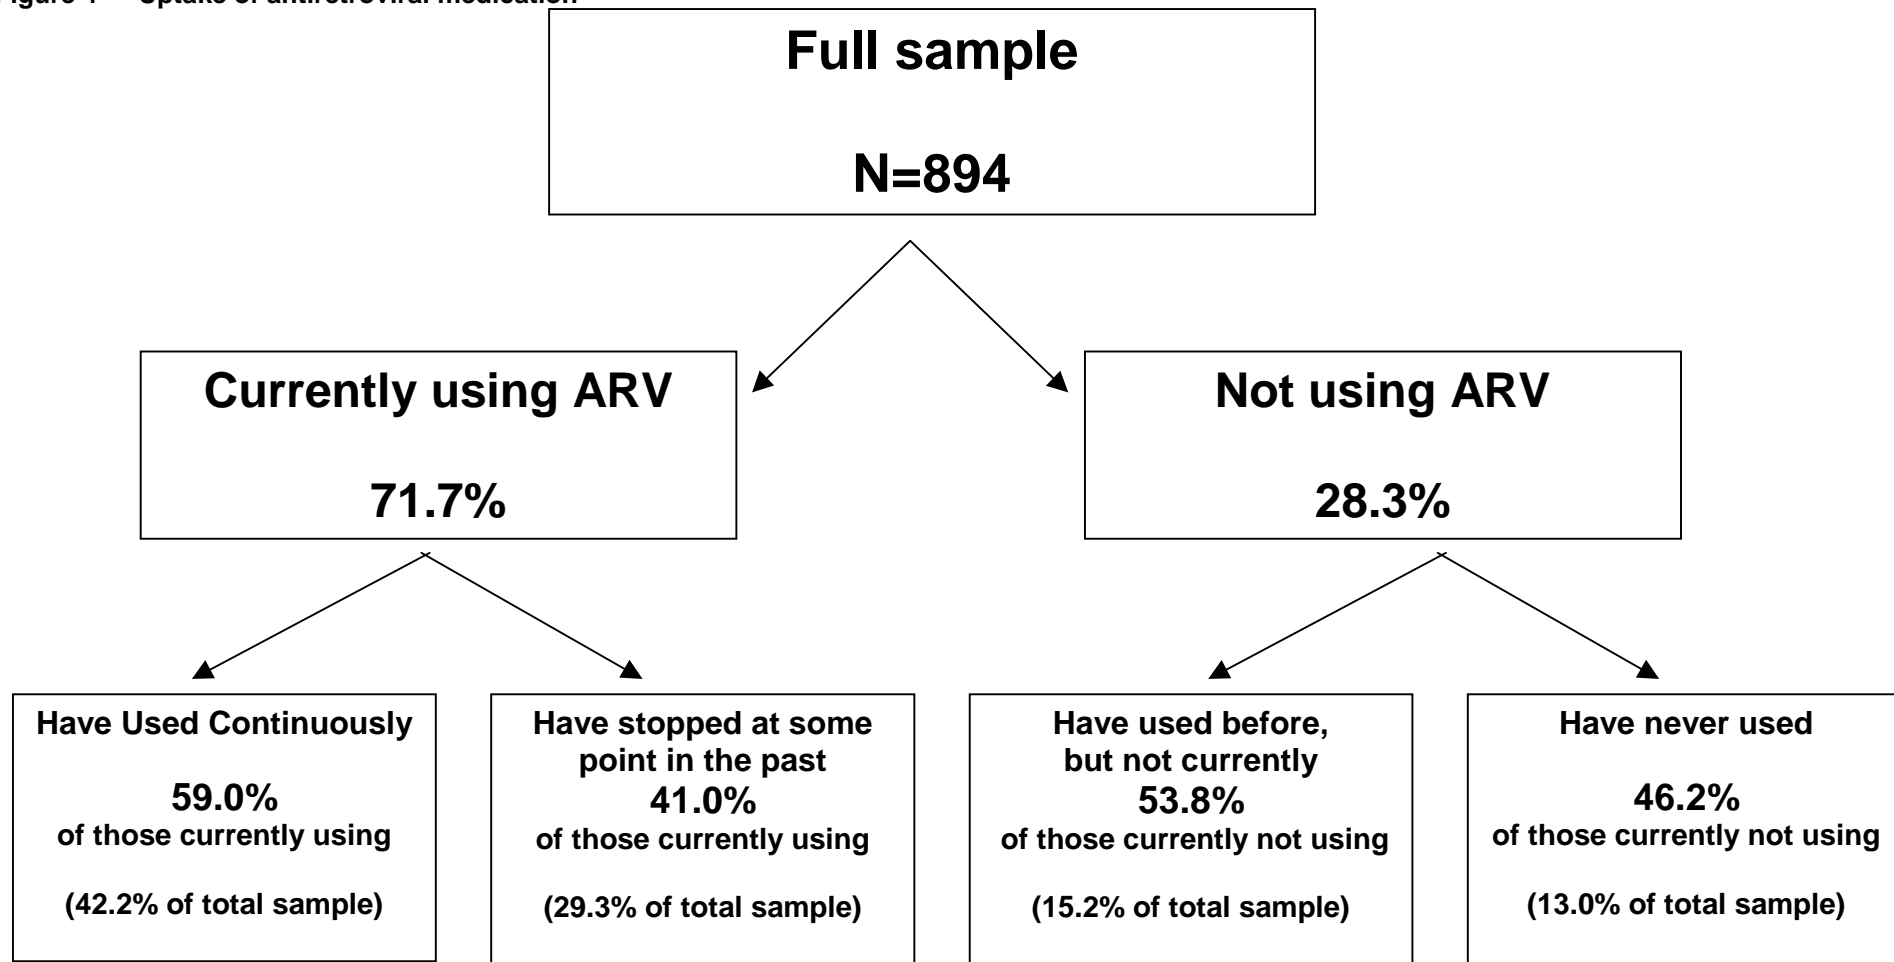 Uptake of antiretroviral medication
Full sample
N=894
Currently using ARV
71.7%
Not using ARV
28.3%
Have Used Continuously
59.0%
of those currently using
(42.2% of total sample)
Have stopped at some
point in the past
41.0%
of those currently using
(29.3% of total sample)
Have used before,
but not currently
53.8%
of those currently not using
(15.2% of total sample)
Have never used
46.2%
of those currently not using
(13.0% of total sample)